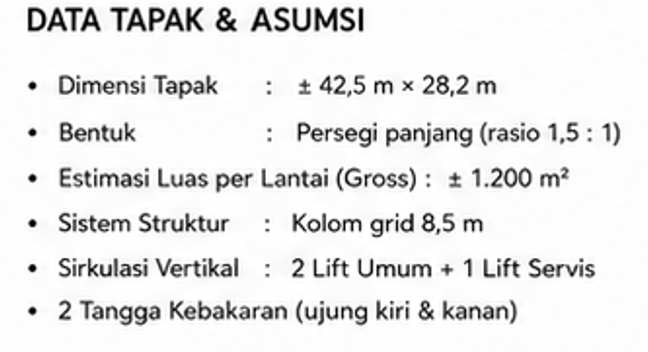 DATA TAPAK & ASUMSI
• Dimensi Tapak : ± 42,5 m × 28,2 m
• Bentuk : Persegi panjang (rasio 1,5 : 1)
• Estimasi Luas per Lantai (Gross) : ± 1.200 m²
• Sistem Struktur : Kolom grid 8,5 m
• Sirkulasi Vertikal : 2 Lift Umum + 1 Lift Servis
• 2 Tangga Kebakaran (ujung kiri & kanan)